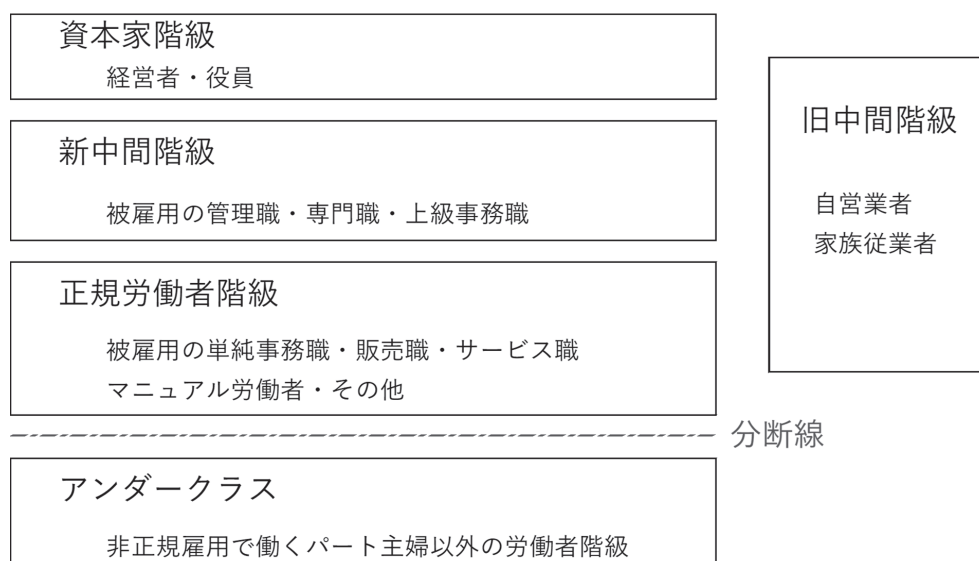 資本家階級
経営者・役員
新中間階級
被雇用の管理職・専門職・上級事務職
正規労働者階級
被雇用の単純事務職・販売職・サービス職
マニュアル労働者・その他
旧中間階級
自営業者
家族従業者
分断線
アンダークラス
非正規雇用で働くパート主婦以外の労働者階級